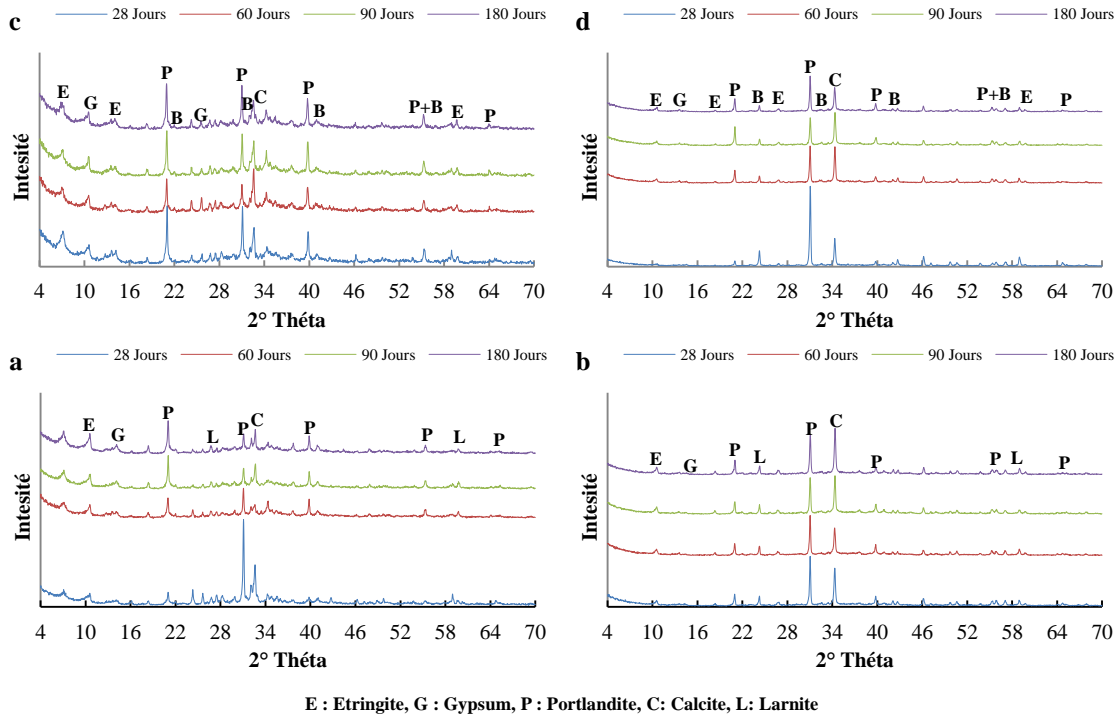 28 Jours 60 Jours 90 Jours 180 Jours
c
E G E P B G P B C P B P+B E P
Intesité
4 10 16 22 28 34 40 46 52 58 64 70
2° Théta
28 Jours 60 Jours 90 Jours 180 Jours
d
E G E P B E P B C P B P+B E P
Intesité
4 10 16 22 28 34 40 46 52 58 64 70
2° Théta
28 Jours 60 Jours 90 Jours 180 Jours
a
E G P L P C P P L P
Intesité
4 10 16 22 28 34 40 46 52 58 64 70
2° Théta
28 Jours 60 Jours 90 Jours 180 Jours
b
E G P L P C P P L P
Intesité
4 10 16 22 28 34 40 46 52 58 64 70
2° Théta
E : Etringite, G : Gypsum, P : Portlandite, C: Calcite, L: Larnite